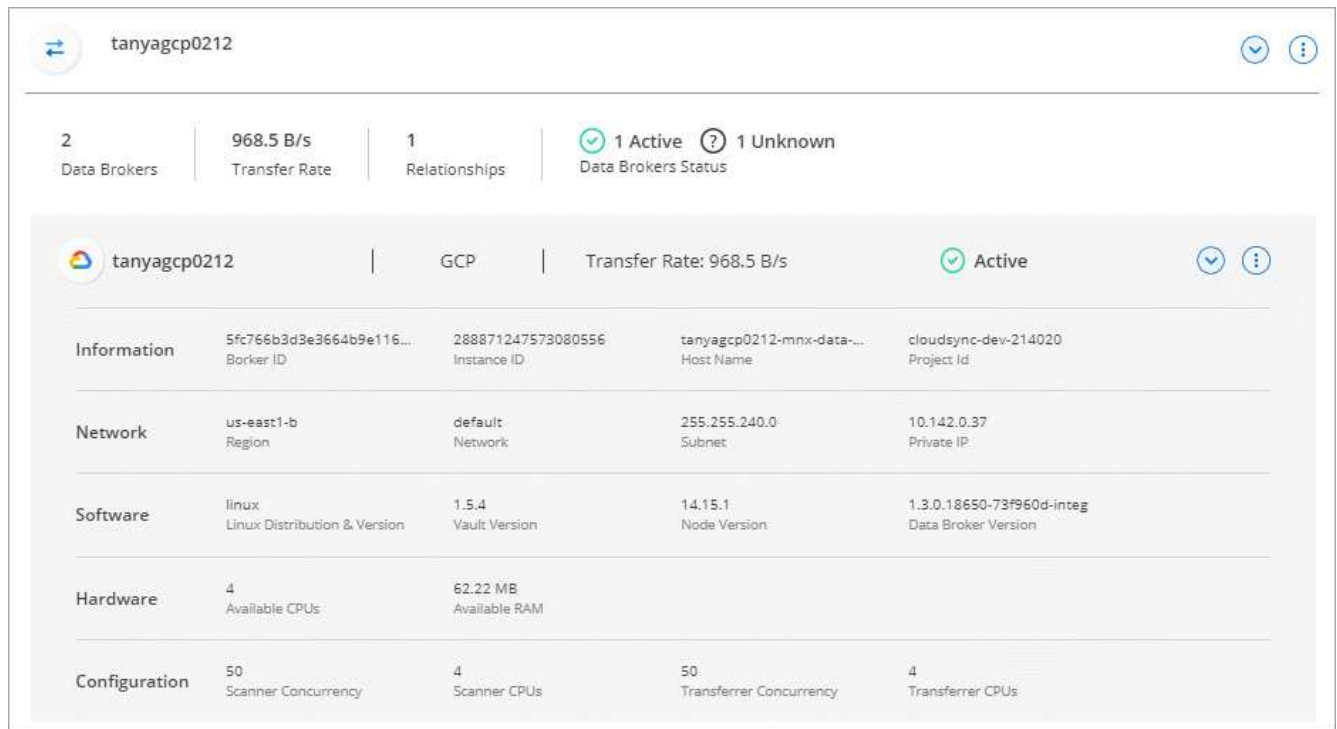 tanyagcp0212
2 968.5 B/s 1 1 Active ? 1 Unknown
Data Brokers Transfer Rate Relationships Data Brokers Status
tanyagcp0212 GCP Transfer Rate: 968.5 B/s Active
Information 5fc766b3d3e3664b9e116... 288871247573080556 tanyagcp0212-mnx-data-... cloudsync-dev-214020
Borker ID Instance ID Host Name Project Id
Network us-east1-b default 255.255.240.0 10.142.0.37
Region Network Subnet Private IP
Software linux 1.5.4 14.15.1 1.3.0.18650-73f960d-integ
Linux Distribution & Version Vault Version Node Version Data Broker Version
Hardware 4 62.22 MB
Available CPUs Available RAM
Configuration 50 4 50 4
Scanner Concurrency Scanner CPUs Transferrer Concurrency Transferrer CPUs